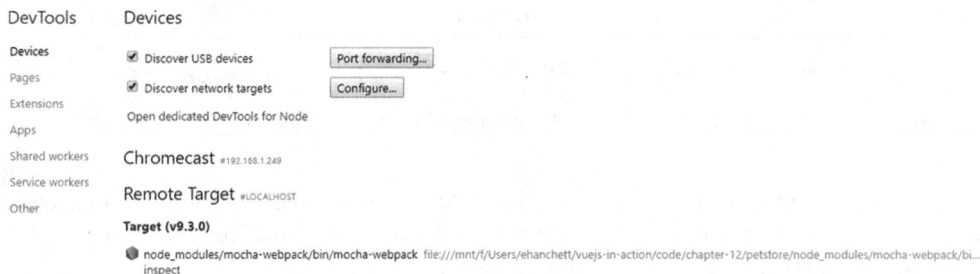 DevTools
Devices
Devices
Pages
Extensions
Apps
Shared workers
Service workers
Other
Discover USB devices
Port forwarding...
Discover network targets
Configure...
Open dedicated DevTools for Node
Chromecast #192.168.1.249
Remote Target #LOCALHOST
Target (v9.3.0)
node_modules/mocha-webpack/bin/mocha-webpack file:///mnt/f/Users/ehanchett/vuejs-in-action/code/chapter-12/petstore/node_modules/mocha-webpack/bi...
inspect